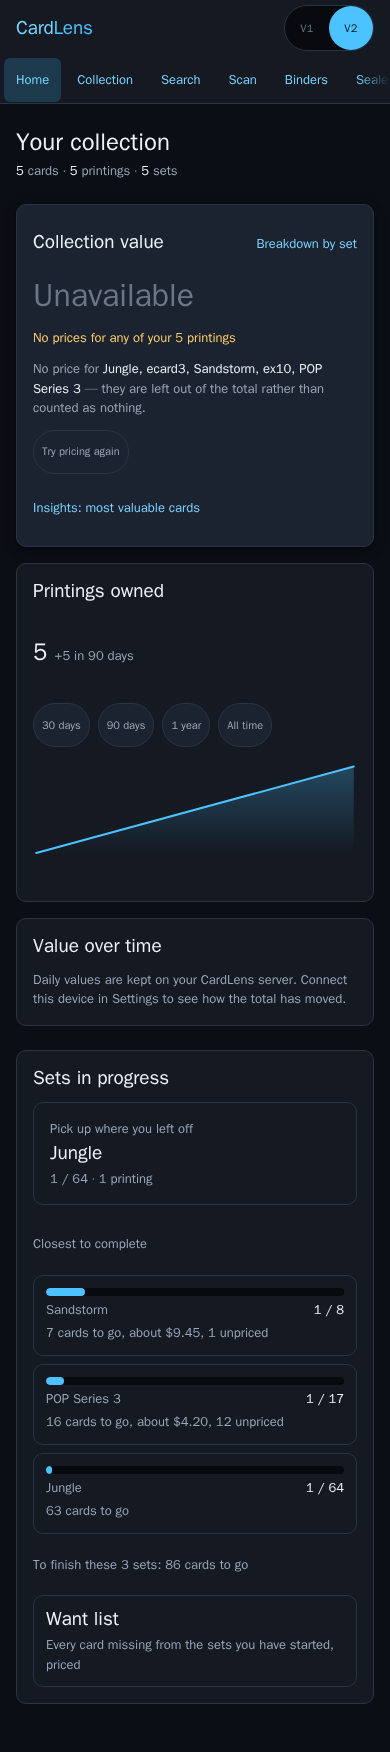 CardLens
V1
V2
Home
Collection
Search
Scan
Binders
Your collection
5 cards · 5 printings · 5 sets
Collection value
Breakdown by set
Unavailable
No prices for any of your 5 printings
No price for Jungle, ecard3, Sandstorm, ex10, POP
Series 3 — they are left out of the total rather than
counted as nothing.
Try pricing again
Insights: most valuable cards
Printings owned
5 +5 in 90 days
30 days
90 days
1 year
All time
Value over time
Daily values are kept on your CardLens server. Connect
this device in Settings to see how the total has moved.
Sets in progress
Pick up where you left off
Jungle
1 / 64 · 1 printing
Closest to complete
Sandstorm
1 / 8
7 cards to go, about $9.45, 1 unpriced
POP Series 3
1 / 17
16 cards to go, about $4.20, 12 unpriced
Jungle
1 / 64
63 cards to go
To finish these 3 sets: 86 cards to go
Want list
Every card missing from the sets you have started,
priced